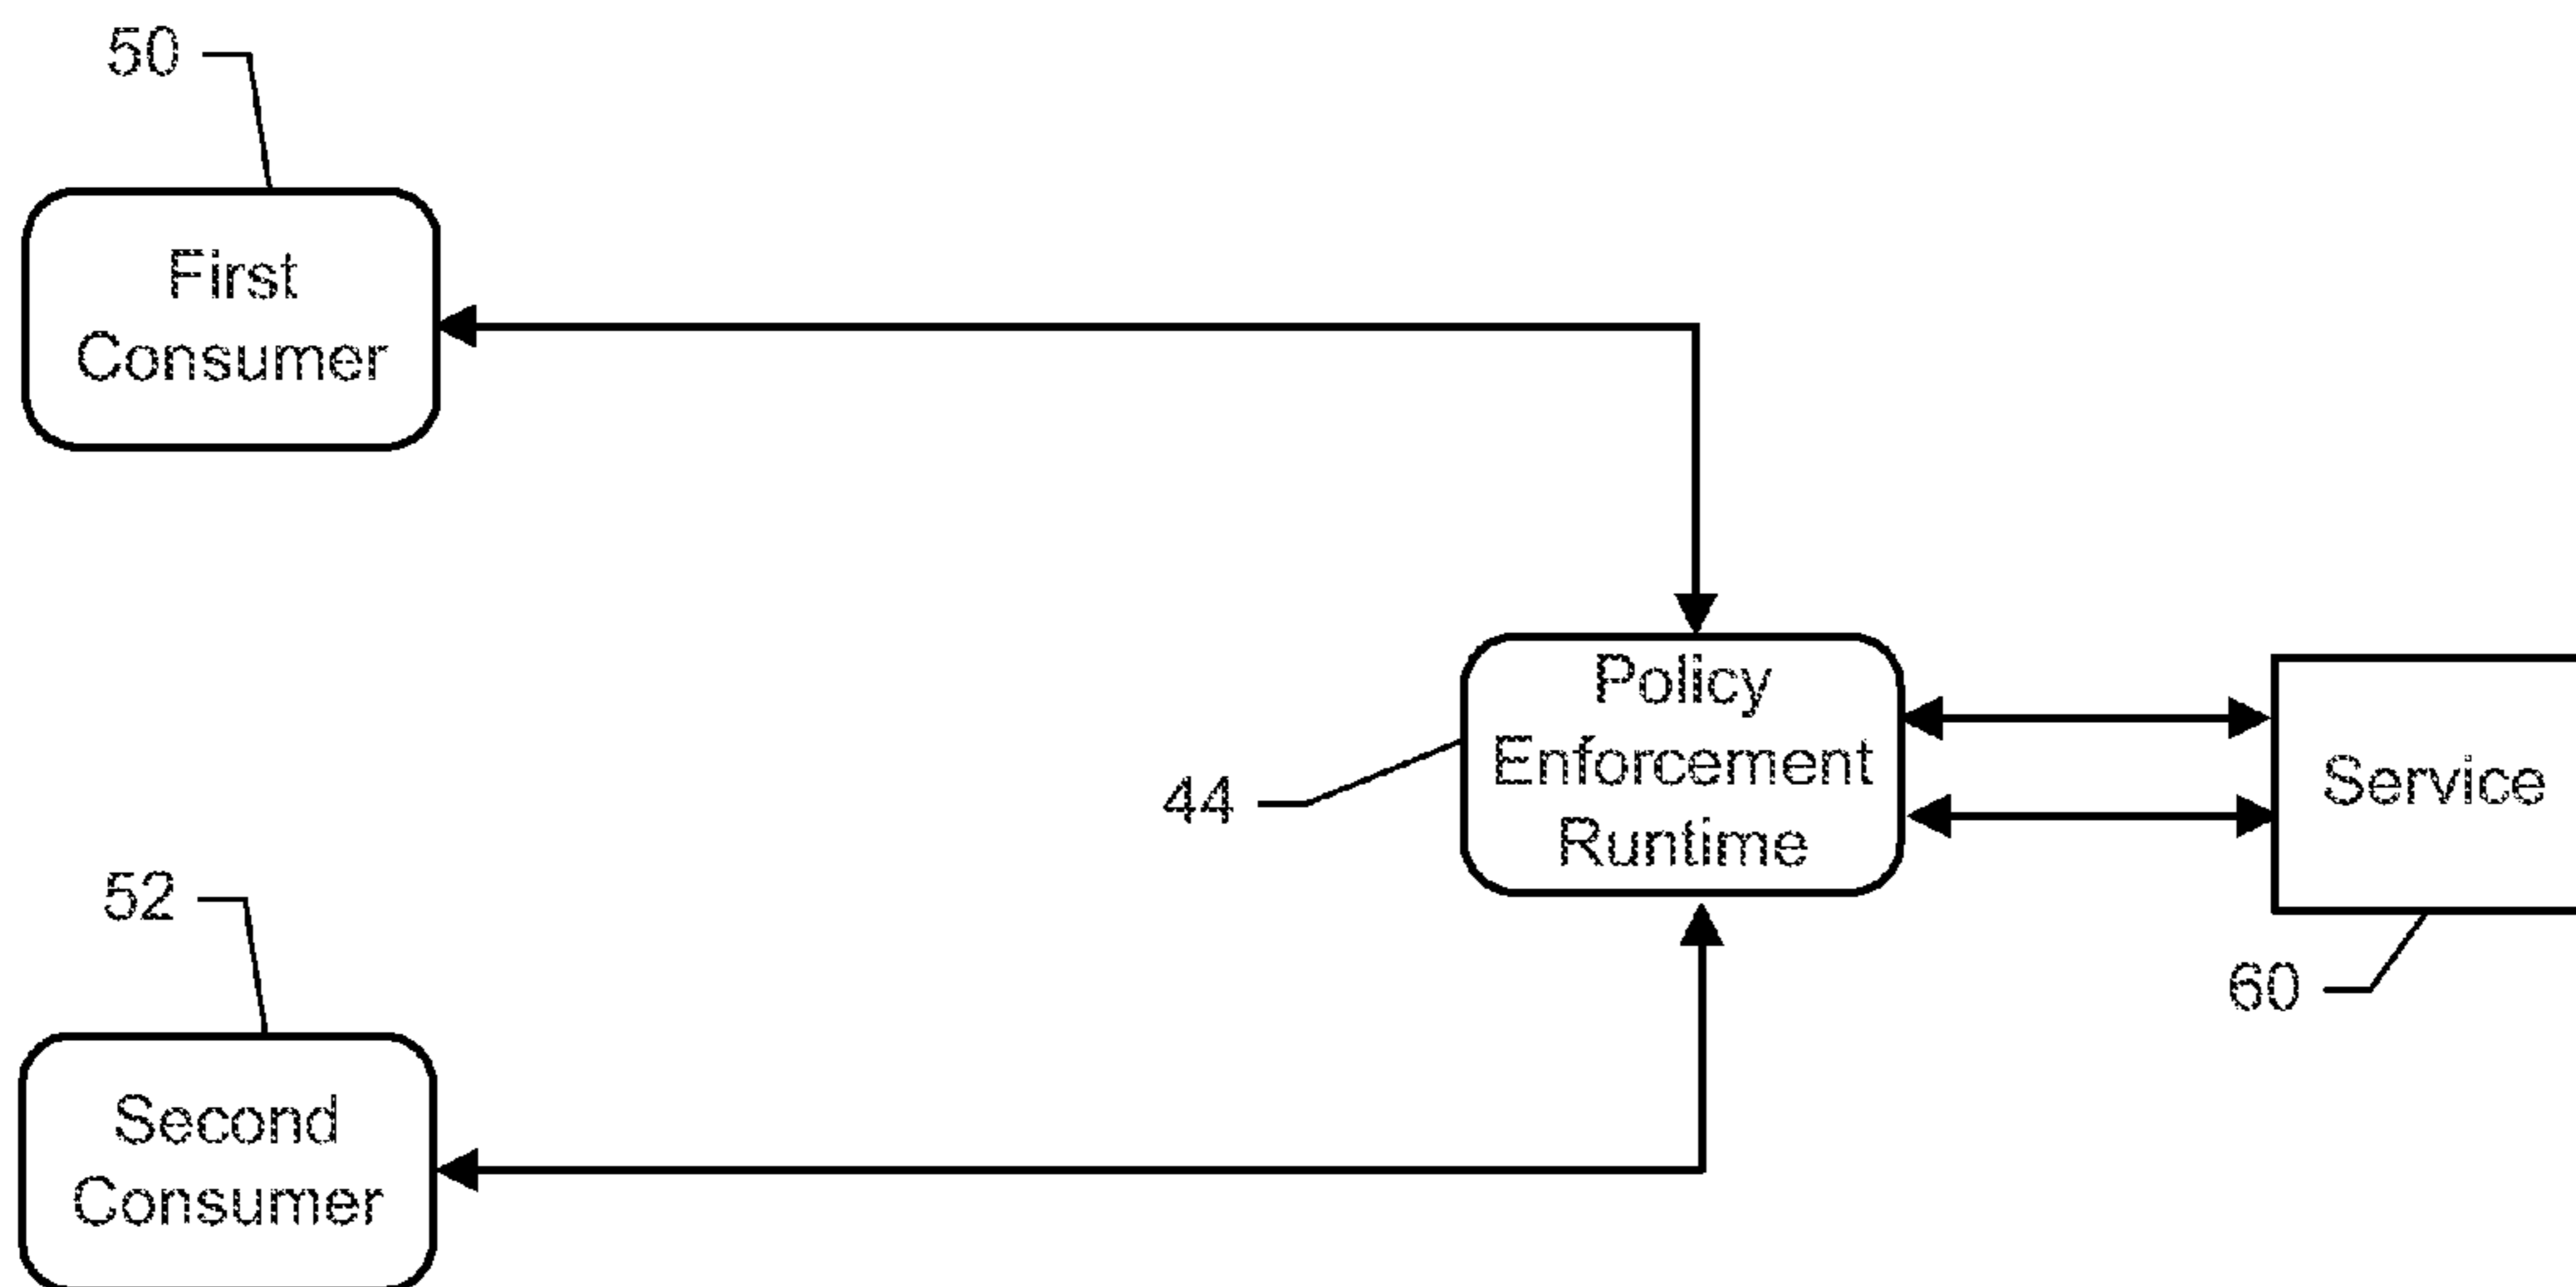 50
First
Consumer
Policy
Enforcement
Runtime
44
Service
60
52
Second
Consumer